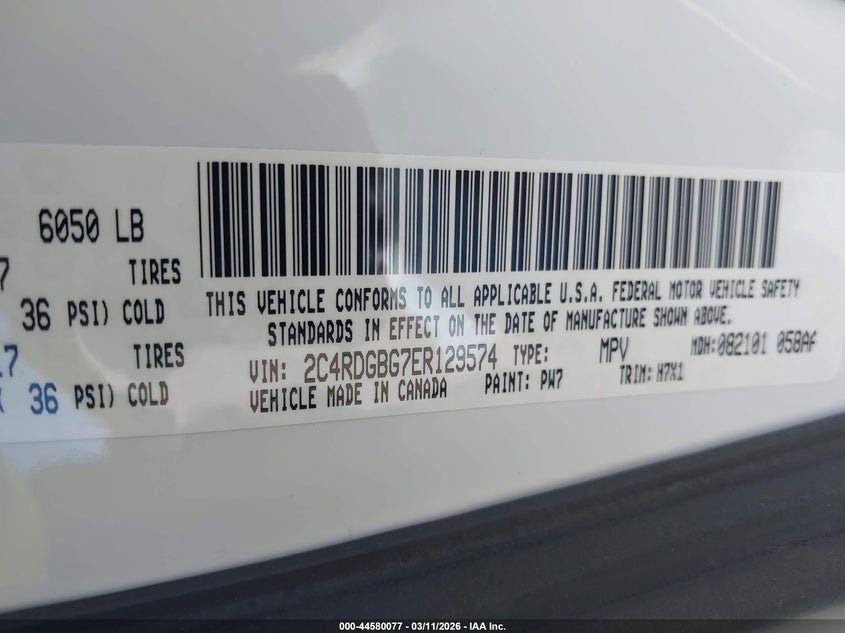 6050 LB
7 TIRES
36 PSI) COLD
17 TIRES
36 PSI) COLD
THIS VEHICLE CONFORMS TO ALL APPLICABLE U.S.A. FEDERAL MOTOR VEHICLE SAFETY
STANDARDS IN EFFECT ON THE DATE OF MANUFACTURE SHOWN ABOVE.
VIN: 2C4RDGBG7ER129574 TYPE: MPV MDH:082101 058AF
VEHICLE MADE IN CANADA PAINT: PW7 TRIM: H7X1
000-44580077 - 03/11/2026 - IAA Inc.